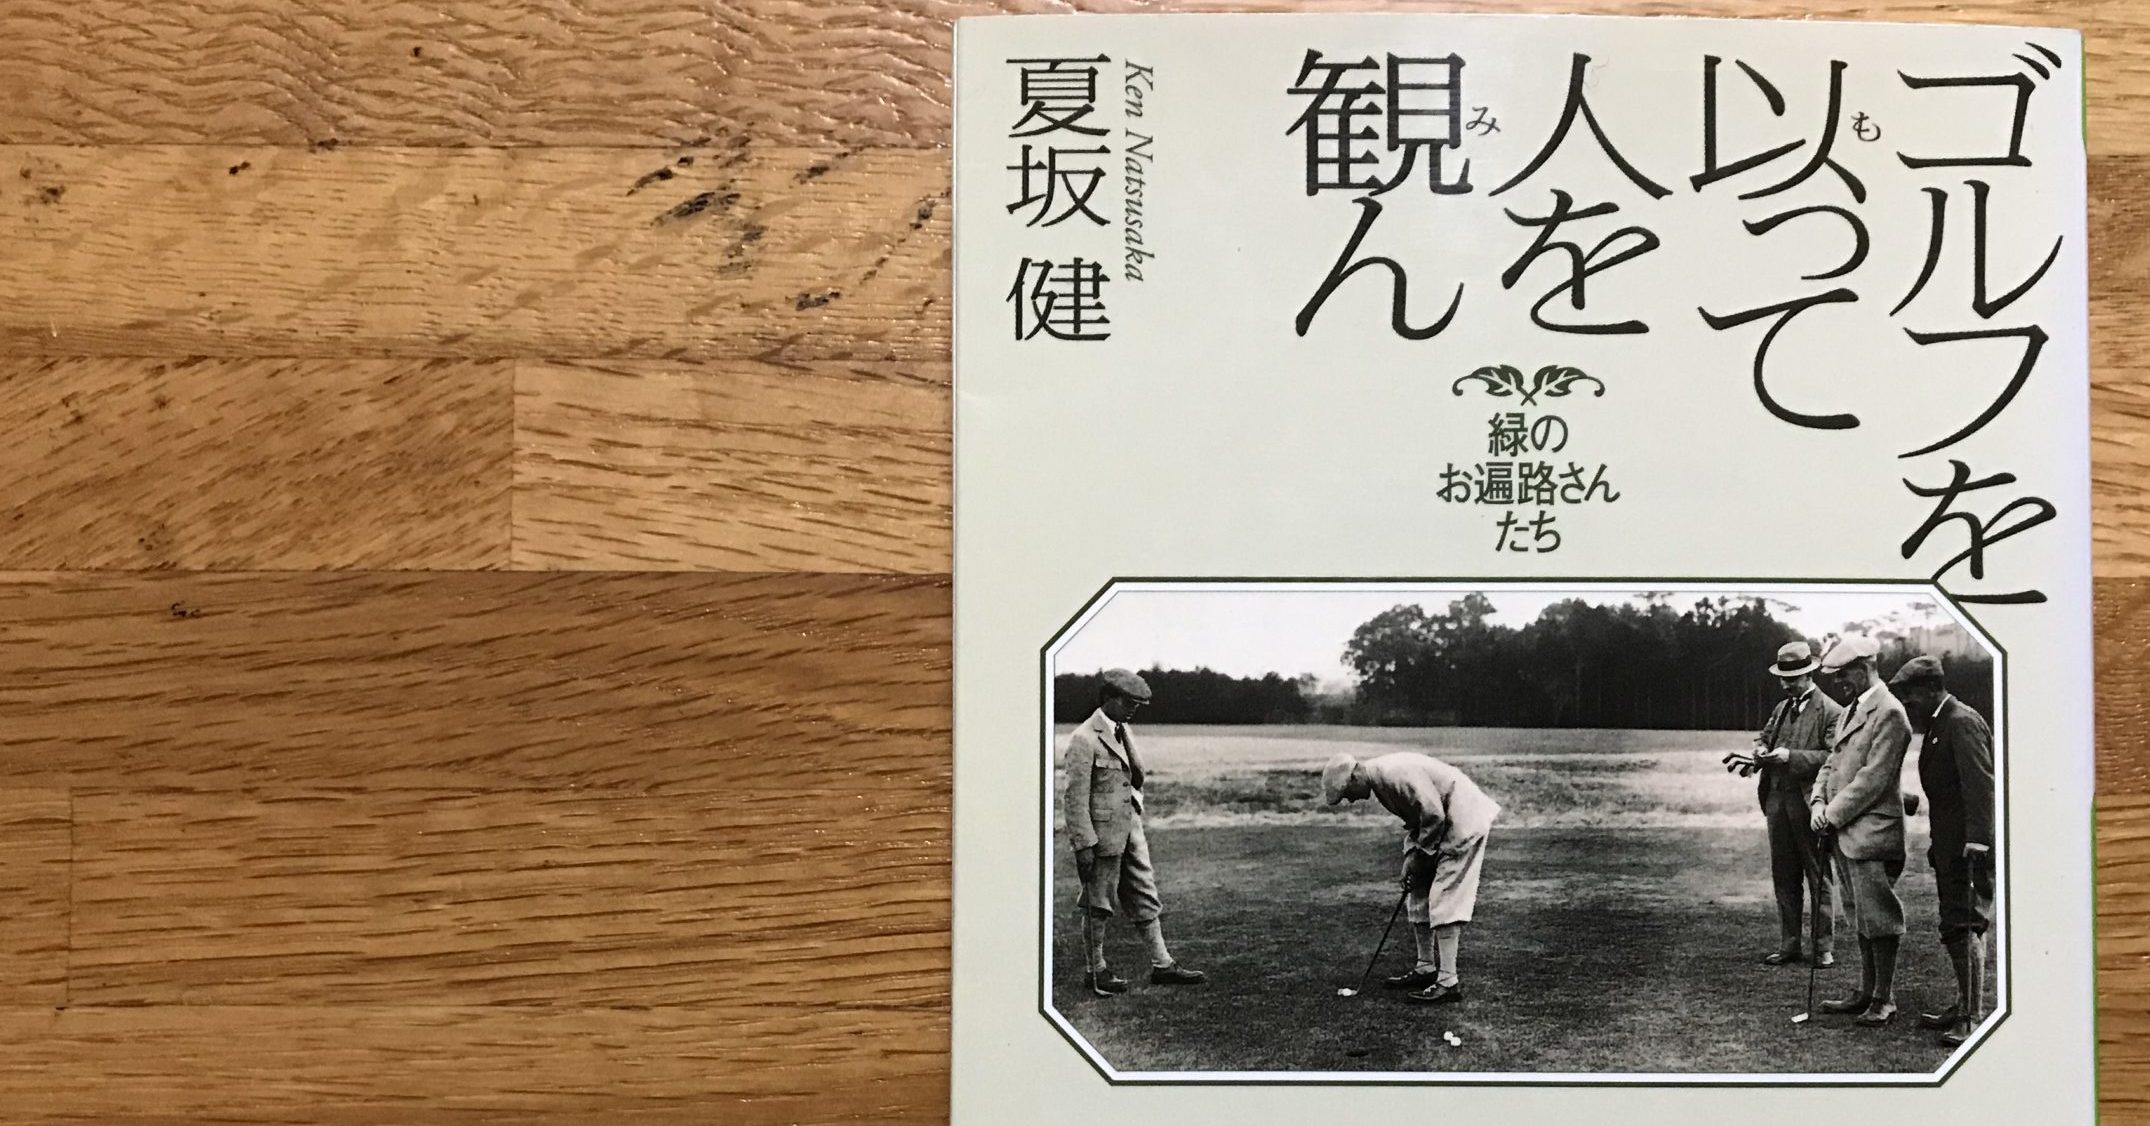 ゴルフを
以って
も
人を
観ん
み
緑の
お遍路さん
たち
Ken Natsusaka
夏坂 健